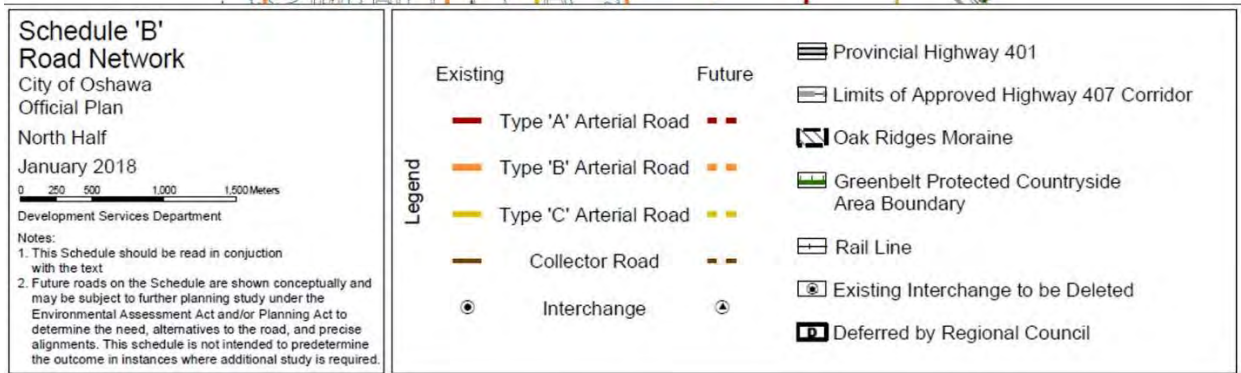 Schedule 'B'
Road Network
City of Oshawa
Official Plan
North Half
January 2018
0 250 500 1,000 1,500 Meters
Development Services Department
Notes:
1. This Schedule should be read in conjuction
with the text
2. Future roads on the Schedule are shown conceptually and
may be subject to further planning study under the
Environmental Assessment Act and/or Planning Act to
determine the need, alternatives to the road, and precise
alignments. This schedule is not intended to predetermine
the outcome in instances where additional study is required.
Legend
Existing Future
Type 'A' Arterial Road
Type 'B' Arterial Road
Type 'C' Arterial Road
Collector Road
Interchange
Provincial Highway 401
Limits of Approved Highway 407 Corridor
Oak Ridges Moraine
Greenbelt Protected Countryside
Area Boundary
Rail Line
Existing Interchange to be Deleted
D Deferred by Regional Council